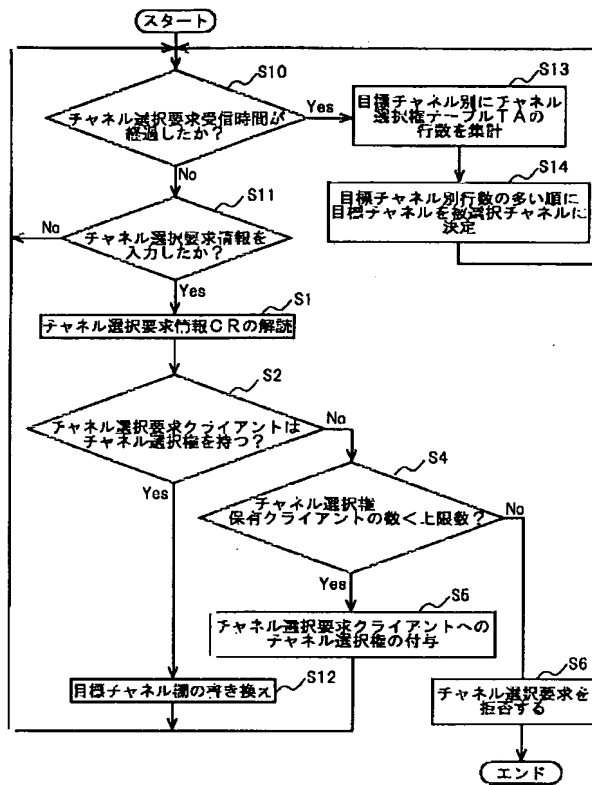 スタート
S10
チャネル選択要求受信時間が
経過したか?
Yes
No
S13
目標チャネル別にチャネル
選択権テーブルTAの
行数を集計
S14
目標チャネル別行数の多い順に
目標チャネルを被選択チャネルに
決定
S11
チャネル選択要求情報を
入力したか?
No
Yes
S1
チャネル選択要求情報CRの解読
S2
チャネル選択要求クライアントは
チャネル選択権を持つ?
No
Yes
S4
チャネル選択権
保有クライアントの数<上限数?
No
Yes
S5
チャネル選択要求クライアントへの
チャネル選択権の付与
S12
目標チャネル欄の書き換え
S6
チャネル選択要求を
拒否する
エンド